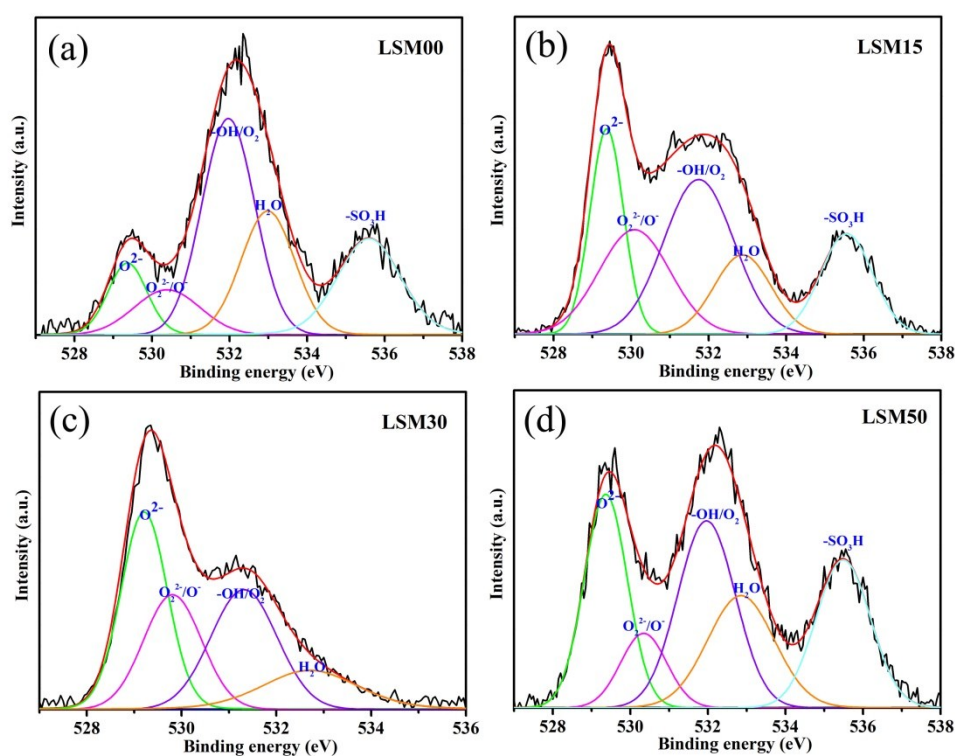 (a)
LSM00
-OH/O₂
H₂O
-SO₃H
O²⁻
O₂²⁻/O⁻
Intensity (a.u.)
528 530 532 534 536 538
Binding energy (eV)
(b)
LSM15
O²⁻
-OH/O₂
O₂²⁻/O⁻
H₂O
-SO₃H
Intensity (a.u.)
528 530 532 534 536 538
Binding energy (eV)
(c)
LSM30
O²⁻
O₂²⁻/O⁻
-OH/O₂
H₂O
Intensity (a.u.)
528 530 532 534 536
Binding energy (eV)
(d)
LSM50
O²⁻
-OH/O₂
-SO₃H
H₂O
O₂²⁻/O⁻
Intensity (a.u.)
528 530 532 534 536 538
Binding energy (eV)